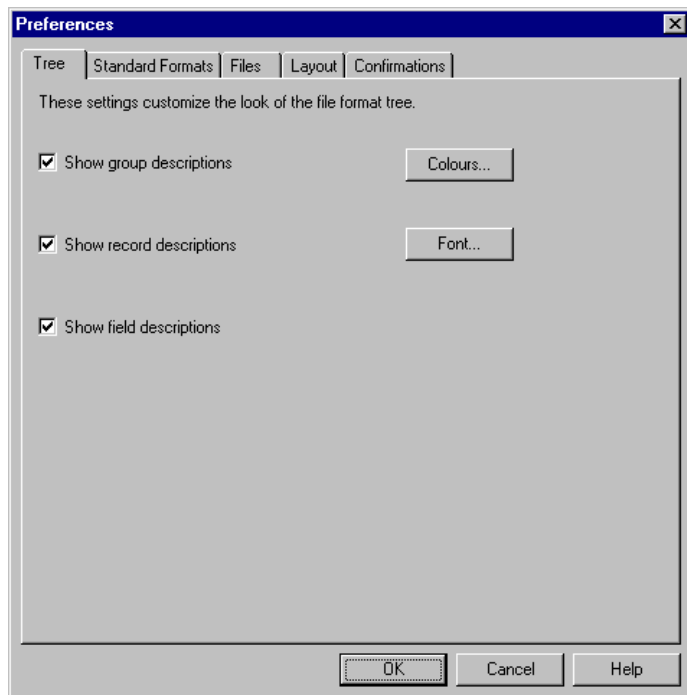 Preferences
Tree Standard Formats Files Layout Confirmations
These settings customize the look of the file format tree.
Show group descriptions Colours...
Show record descriptions Font...
Show field descriptions
OK Cancel Help